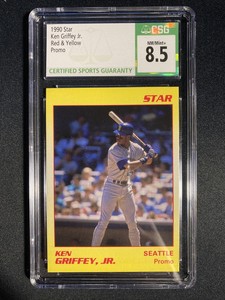 1990 Star
Ken Griffey Jr.
Red & Yellow
Promo
CSG
NM/Mint+
8.5
CERTIFIED SPORTS GUARANTY
STAR
KEN
GRIFFEY, JR.
SEATTLE
Promo